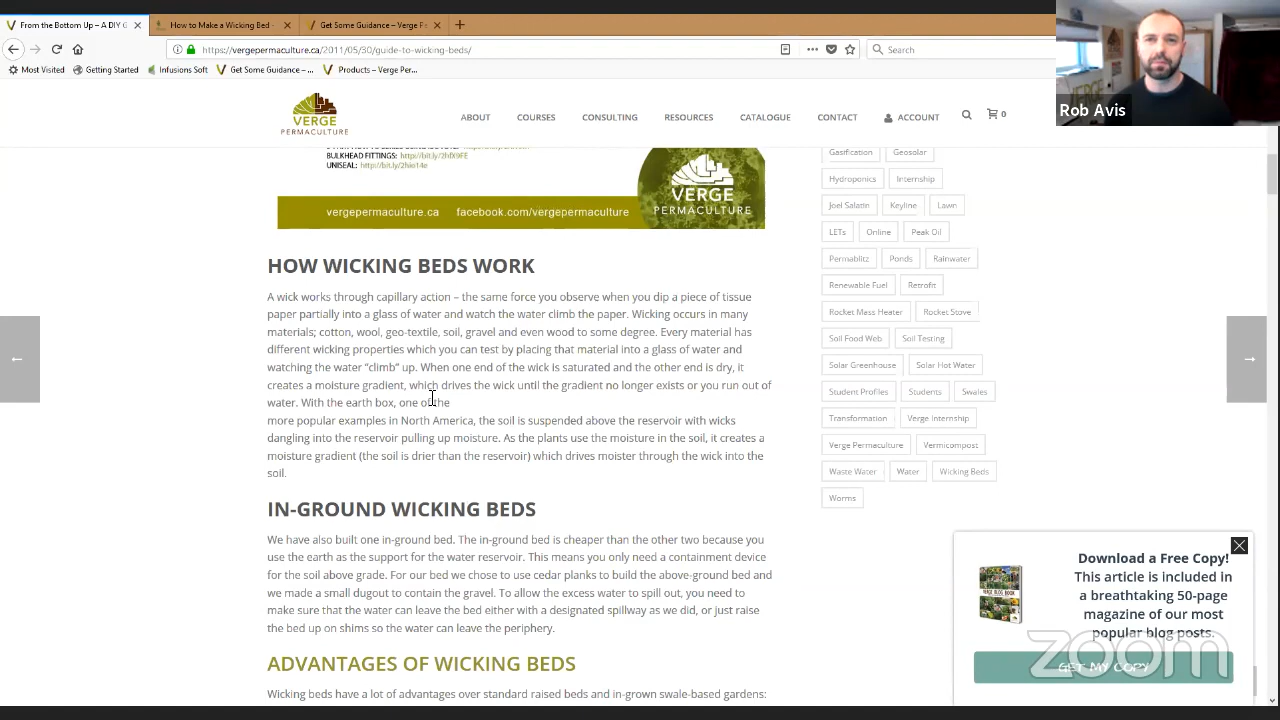 From the Bottom Up – A DIY G
How to Make a Wicking Bed
Get Some Guidance – Verge Pe
https://vergepermaculture.ca/2011/05/30/guide-to-wicking-beds/
Search
Most Visited
Getting Started
Infusions Soft
Get Some Guidance — ...
Products – Verge Per...
Rob Avis
VERGE
PERMACULTURE
ABOUT
COURSES
CONSULTING
RESOURCES
CATALOGUE
CONTACT
ACCOUNT
0
BULKHEAD FITTINGS: http://bit.ly/2hfX9FE
UNISEAL: http://bit.ly/2hio14e
VERGE
PERMACULTURE
vergepermaculture.ca facebook.com/vergepermaculture
HOW WICKING BEDS WORK
A wick works through capillary action – the same force you observe when you dip a piece of tissue
paper partially into a glass of water and watch the water climb the paper. Wicking occurs in many
materials; cotton, wool, geo-textile, soil, gravel and even wood to some degree. Every material has
different wicking properties which you can test by placing that material into a glass of water and
watching the water “climb” up. When one end of the wick is saturated and the other end is dry, it
creates a moisture gradient, which drives the wick until the gradient no longer exists or you run out of
water. With the earth box, one of the
more popular examples in North America, the soil is suspended above the reservoir with wicks
dangling into the reservoir pulling up moisture. As the plants use the moisture in the soil, it creates a
moisture gradient (the soil is drier than the reservoir) which drives moister through the wick into the
soil.
IN-GROUND WICKING BEDS
We have also built one in-ground bed. The in-ground bed is cheaper than the other two because you
use the earth as the support for the water reservoir. This means you only need a containment device
for the soil above grade. For our bed we chose to use cedar planks to build the above-ground bed and
we made a small dugout to contain the gravel. To allow the excess water to spill out, you need to
make sure that the water can leave the bed either with a designated spillway as we did, or just raise
the bed up on shims so the water can leave the periphery.
ADVANTAGES OF WICKING BEDS
Wicking beds have a lot of advantages over standard raised beds and in-grown swale-based gardens:
Gasification
Geosolar
Hydroponics
Internship
Joel Salatin
Keyline
Lawn
LETs
Online
Peak Oil
Permablitz
Ponds
Rainwater
Renewable Fuel
Retrofit
Rocket Mass Heater
Rocket Stove
Soil Food Web
Soil Testing
Solar Greenhouse
Solar Hot Water
Student Profiles
Students
Swales
Transformation
Verge Internship
Verge Permaculture
Vermicompost
Waste Water
Water
Wicking Beds
Worms
Download a Free Copy!
This article is included in
a breathtaking 50-page
magazine of our most
popular blog posts.
GET MY COPY
VERGE BLOG BOOK
zoom